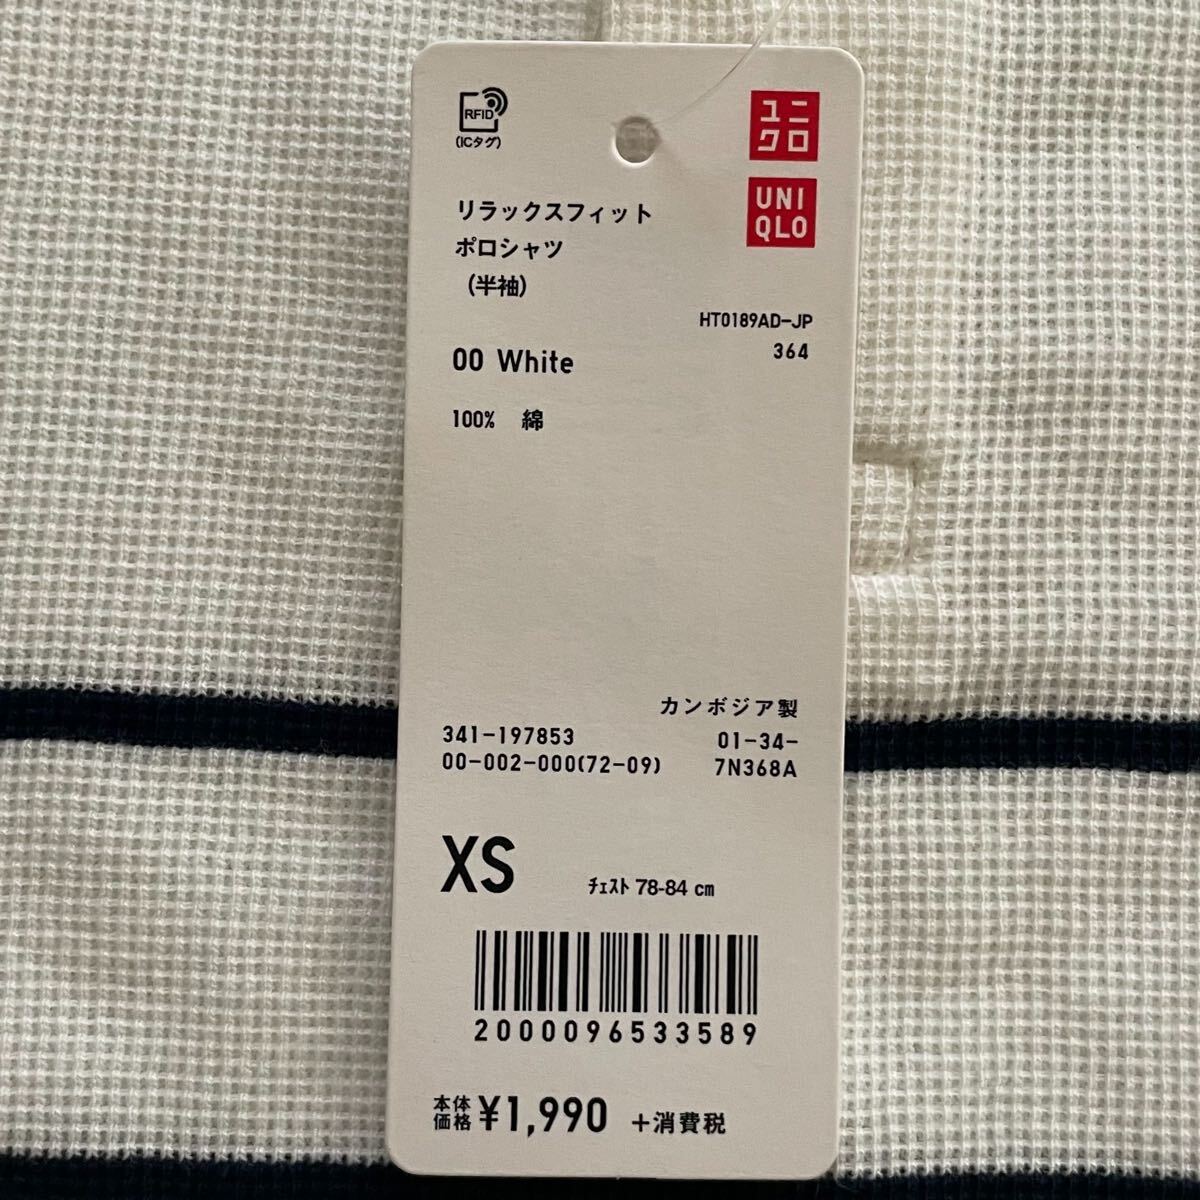 RFID
(ICタグ)
ユニ
クロ
UNI
QLO
リラックスフィット
ポロシャツ
(半袖)
HT0189AD-JP
364
00 White
100% 綿
カンボジア製
341-197853
01-34-
00-002-000(72-09)
7N368A
XS
ﾁｪｽﾄ 78-84 cm
2000096533589
本体
価格 ¥1,990 +消費税